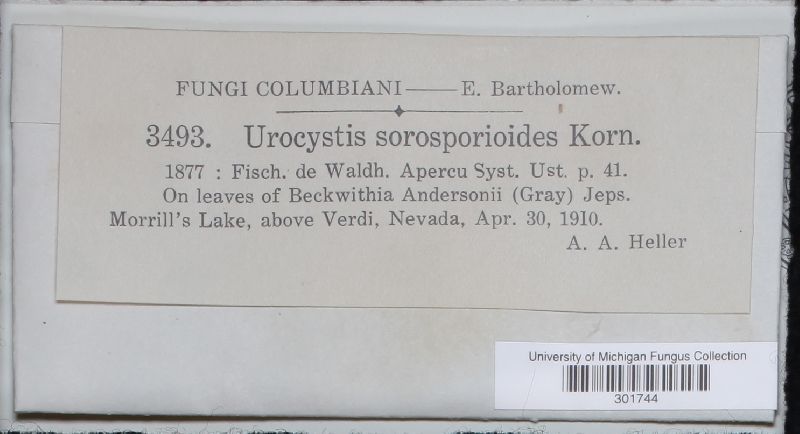 FUNGI COLUMBIANI——E. Bartholomew.
3493. Urocystis sorosporioides Korn.
1877 : Fisch. de Waldh. Apercu Syst. Ust. p. 41.
On leaves of Beckwithia Andersonii (Gray) Jeps.
Morrill's Lake, above Verdi, Nevada, Apr. 30, 1910.
A. A. Heller
University of Michigan Fungus Collection
301744